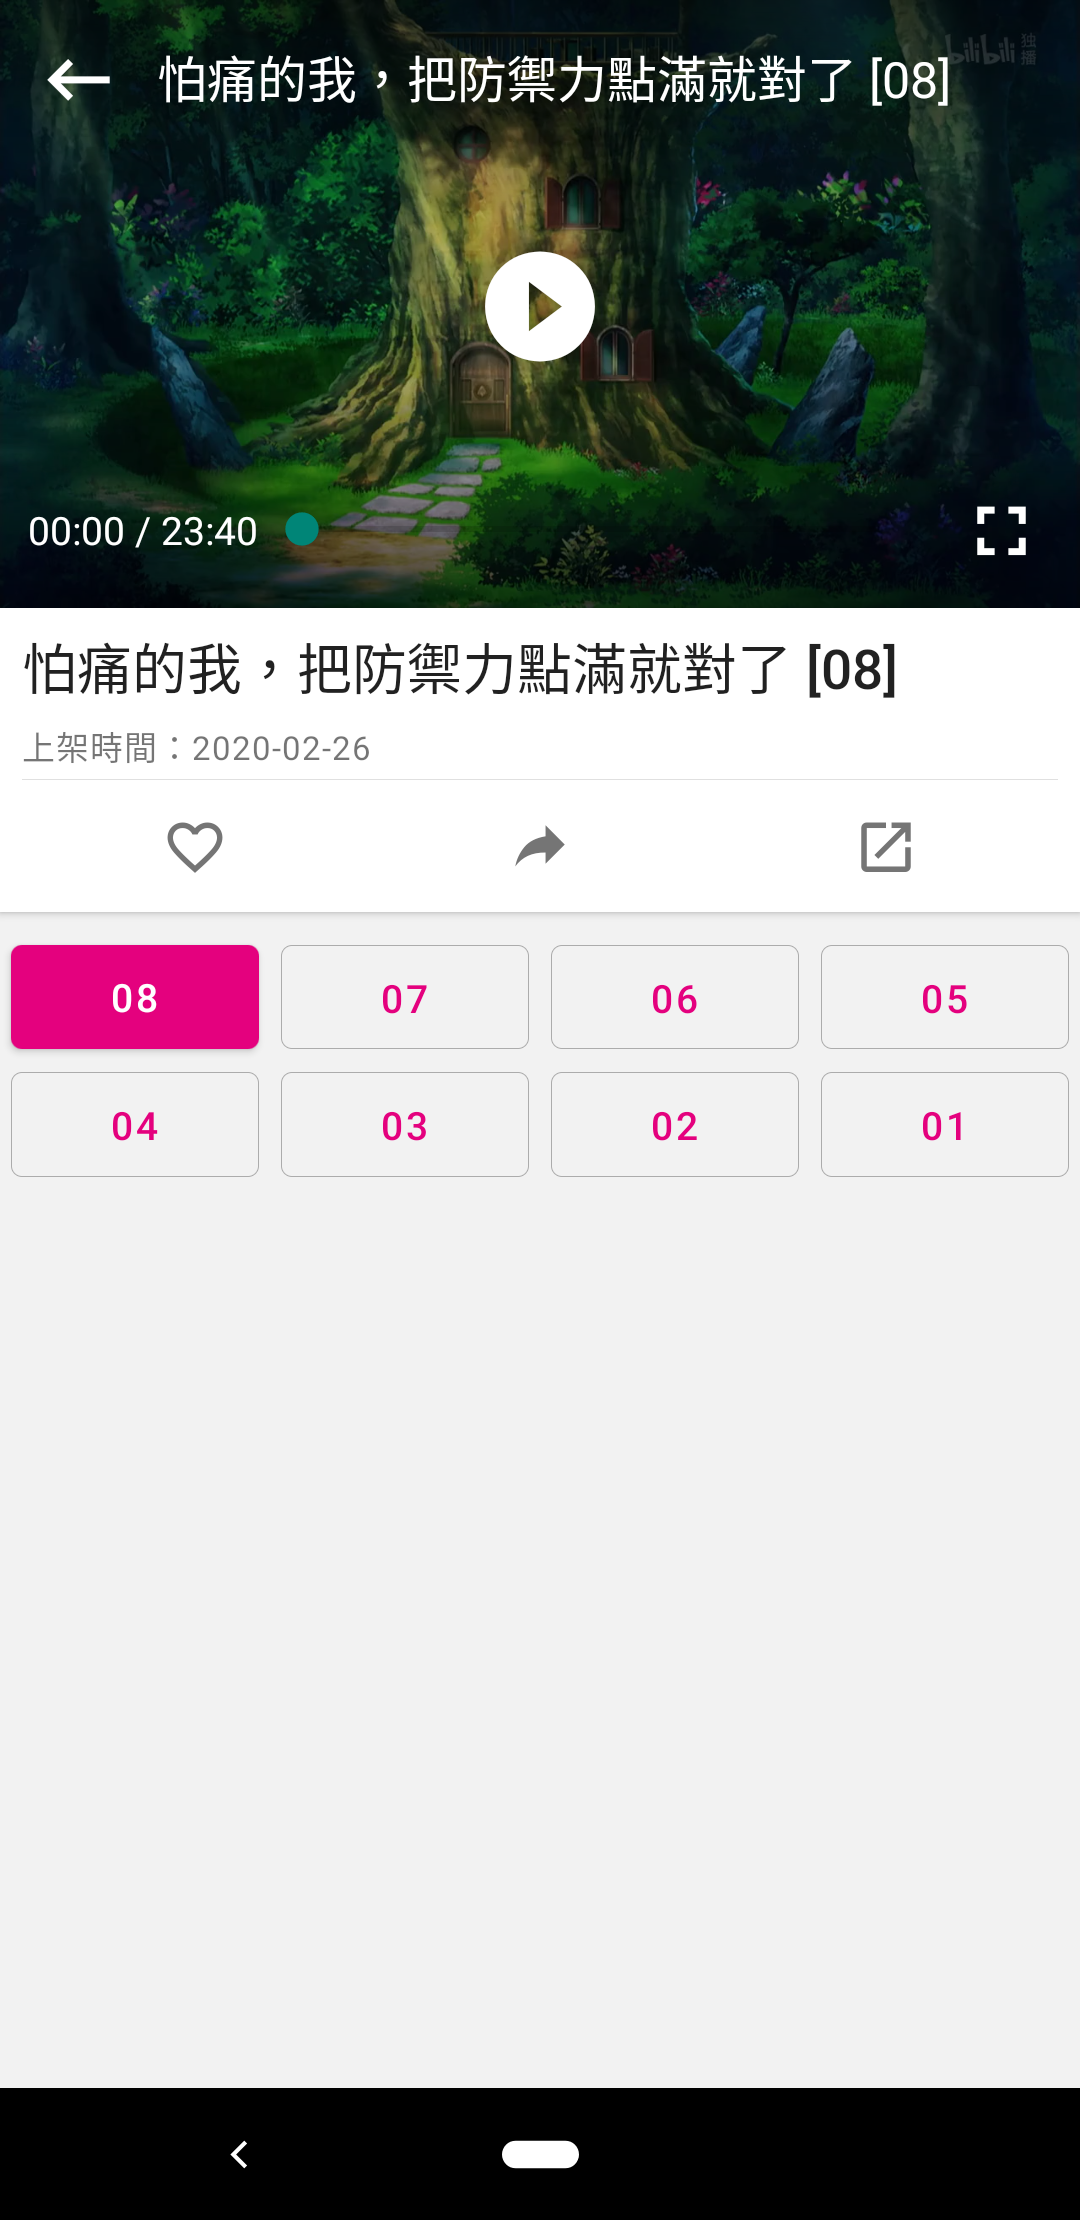 怕痛的我，把防禦力點滿就對了 [08]
bilibili 独播
00:00 / 23:40
怕痛的我，把防禦力點滿就對了 [08]
上架時間：2020-02-26
08 07 06 05
04 03 02 01